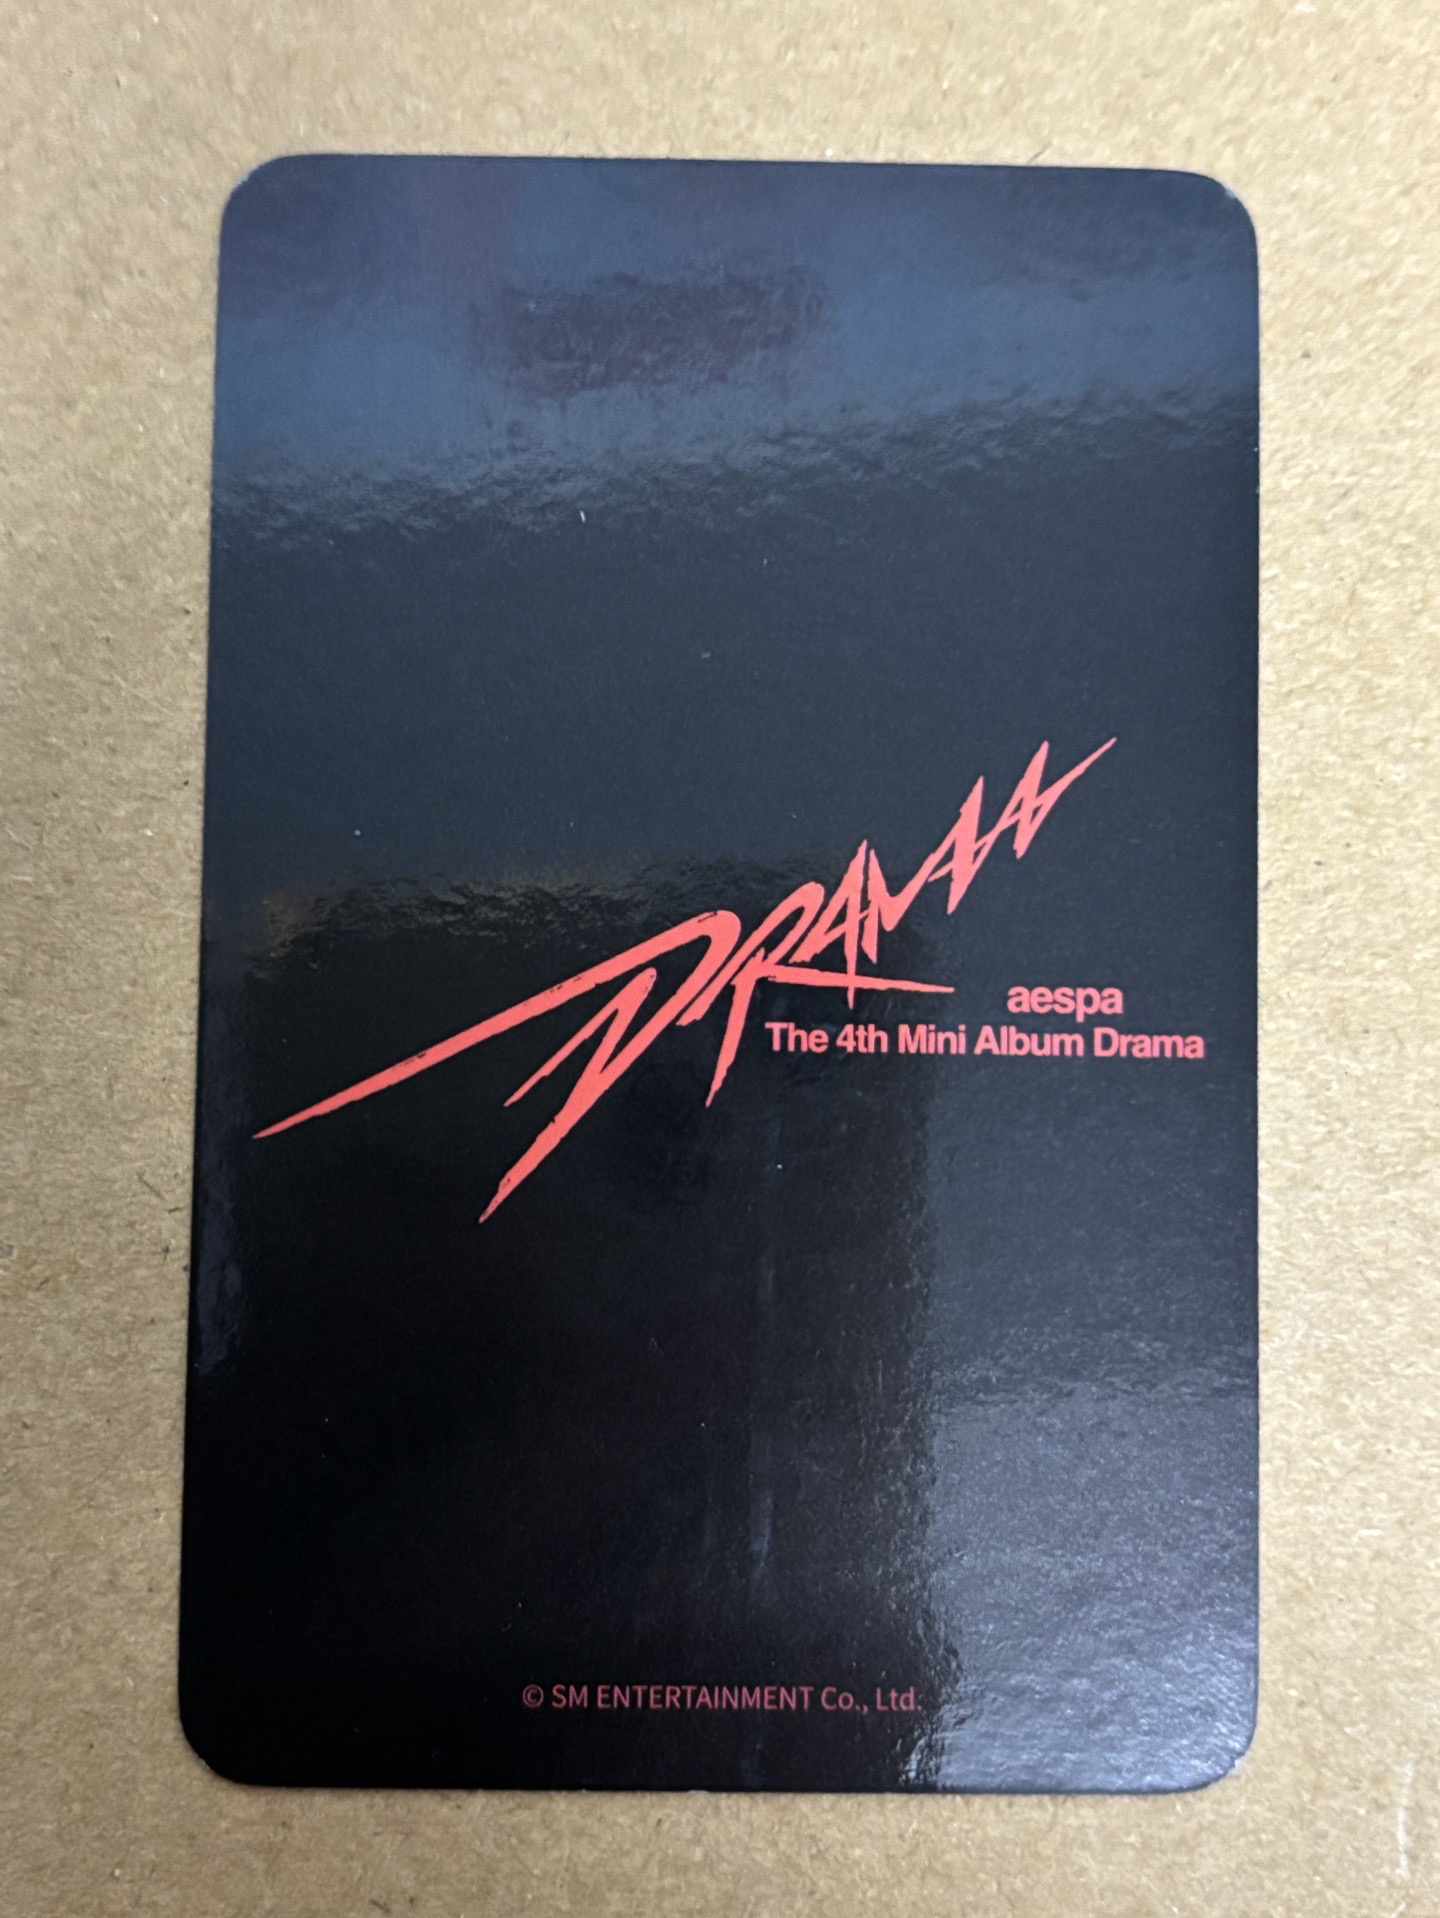 DRAMA
aespa
The 4th Mini Album Drama
© SM ENTERTAINMENT Co., Ltd.